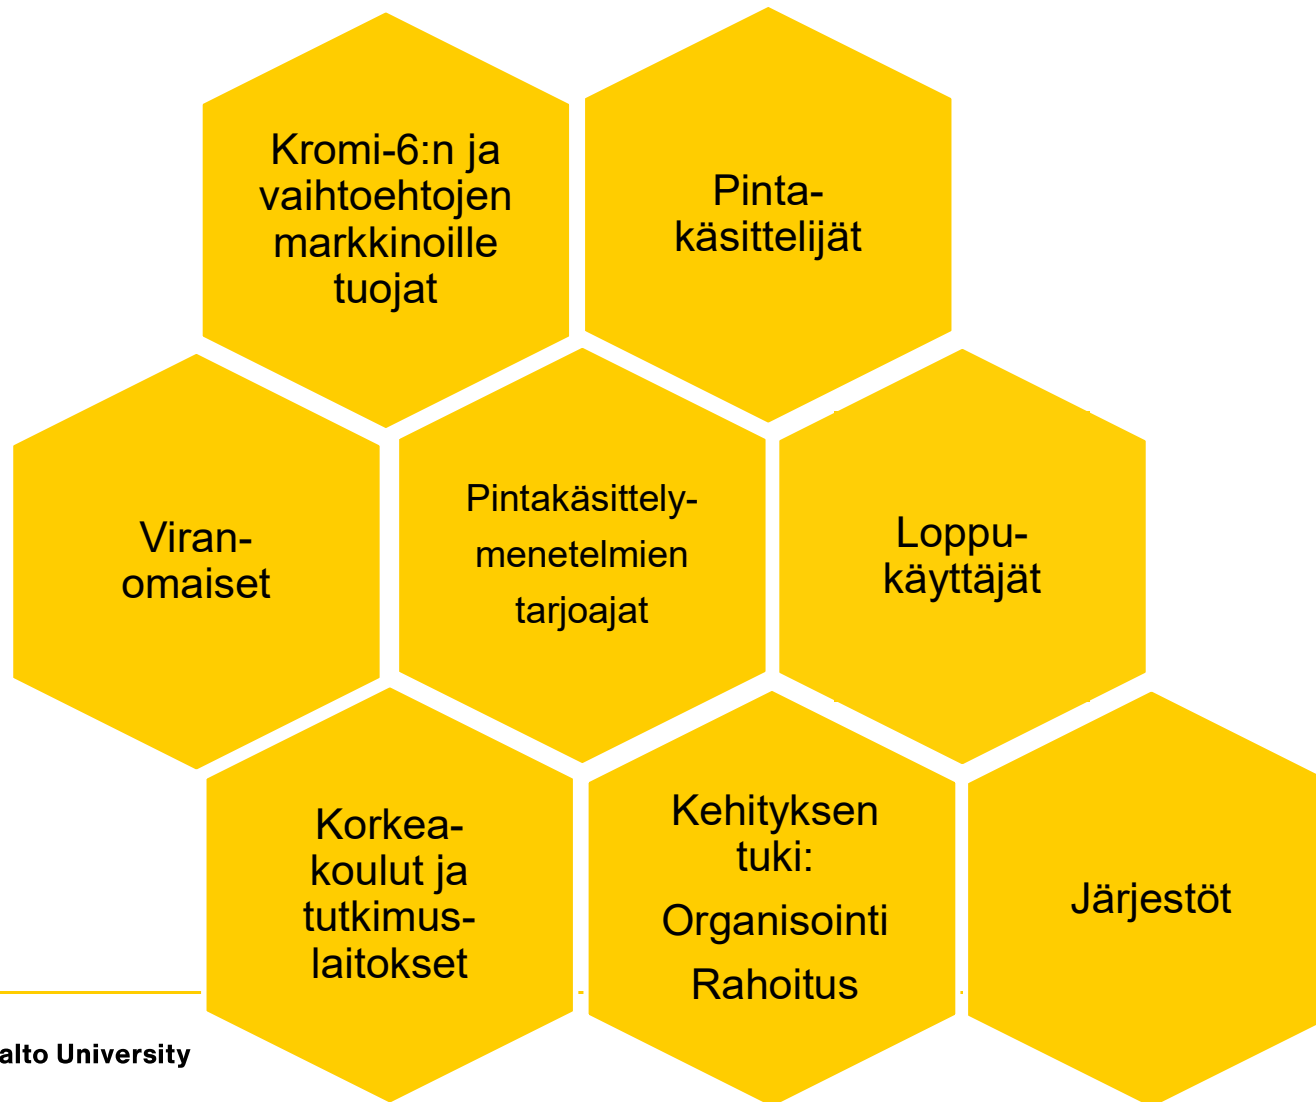 Kromi-6:n ja
vaihtoehtojen
markkinoille
tuojat
Pinta-
käsittelijät
Viran-
omaiset
Pintakäsittely-
menetelmien
tarjoajat
Loppu-
käyttäjät
Korkea-
koulut ja
tutkimus-
laitokset
Kehityksen
tuki:
Organisointi
Rahoitus
Järjestöt
alto University